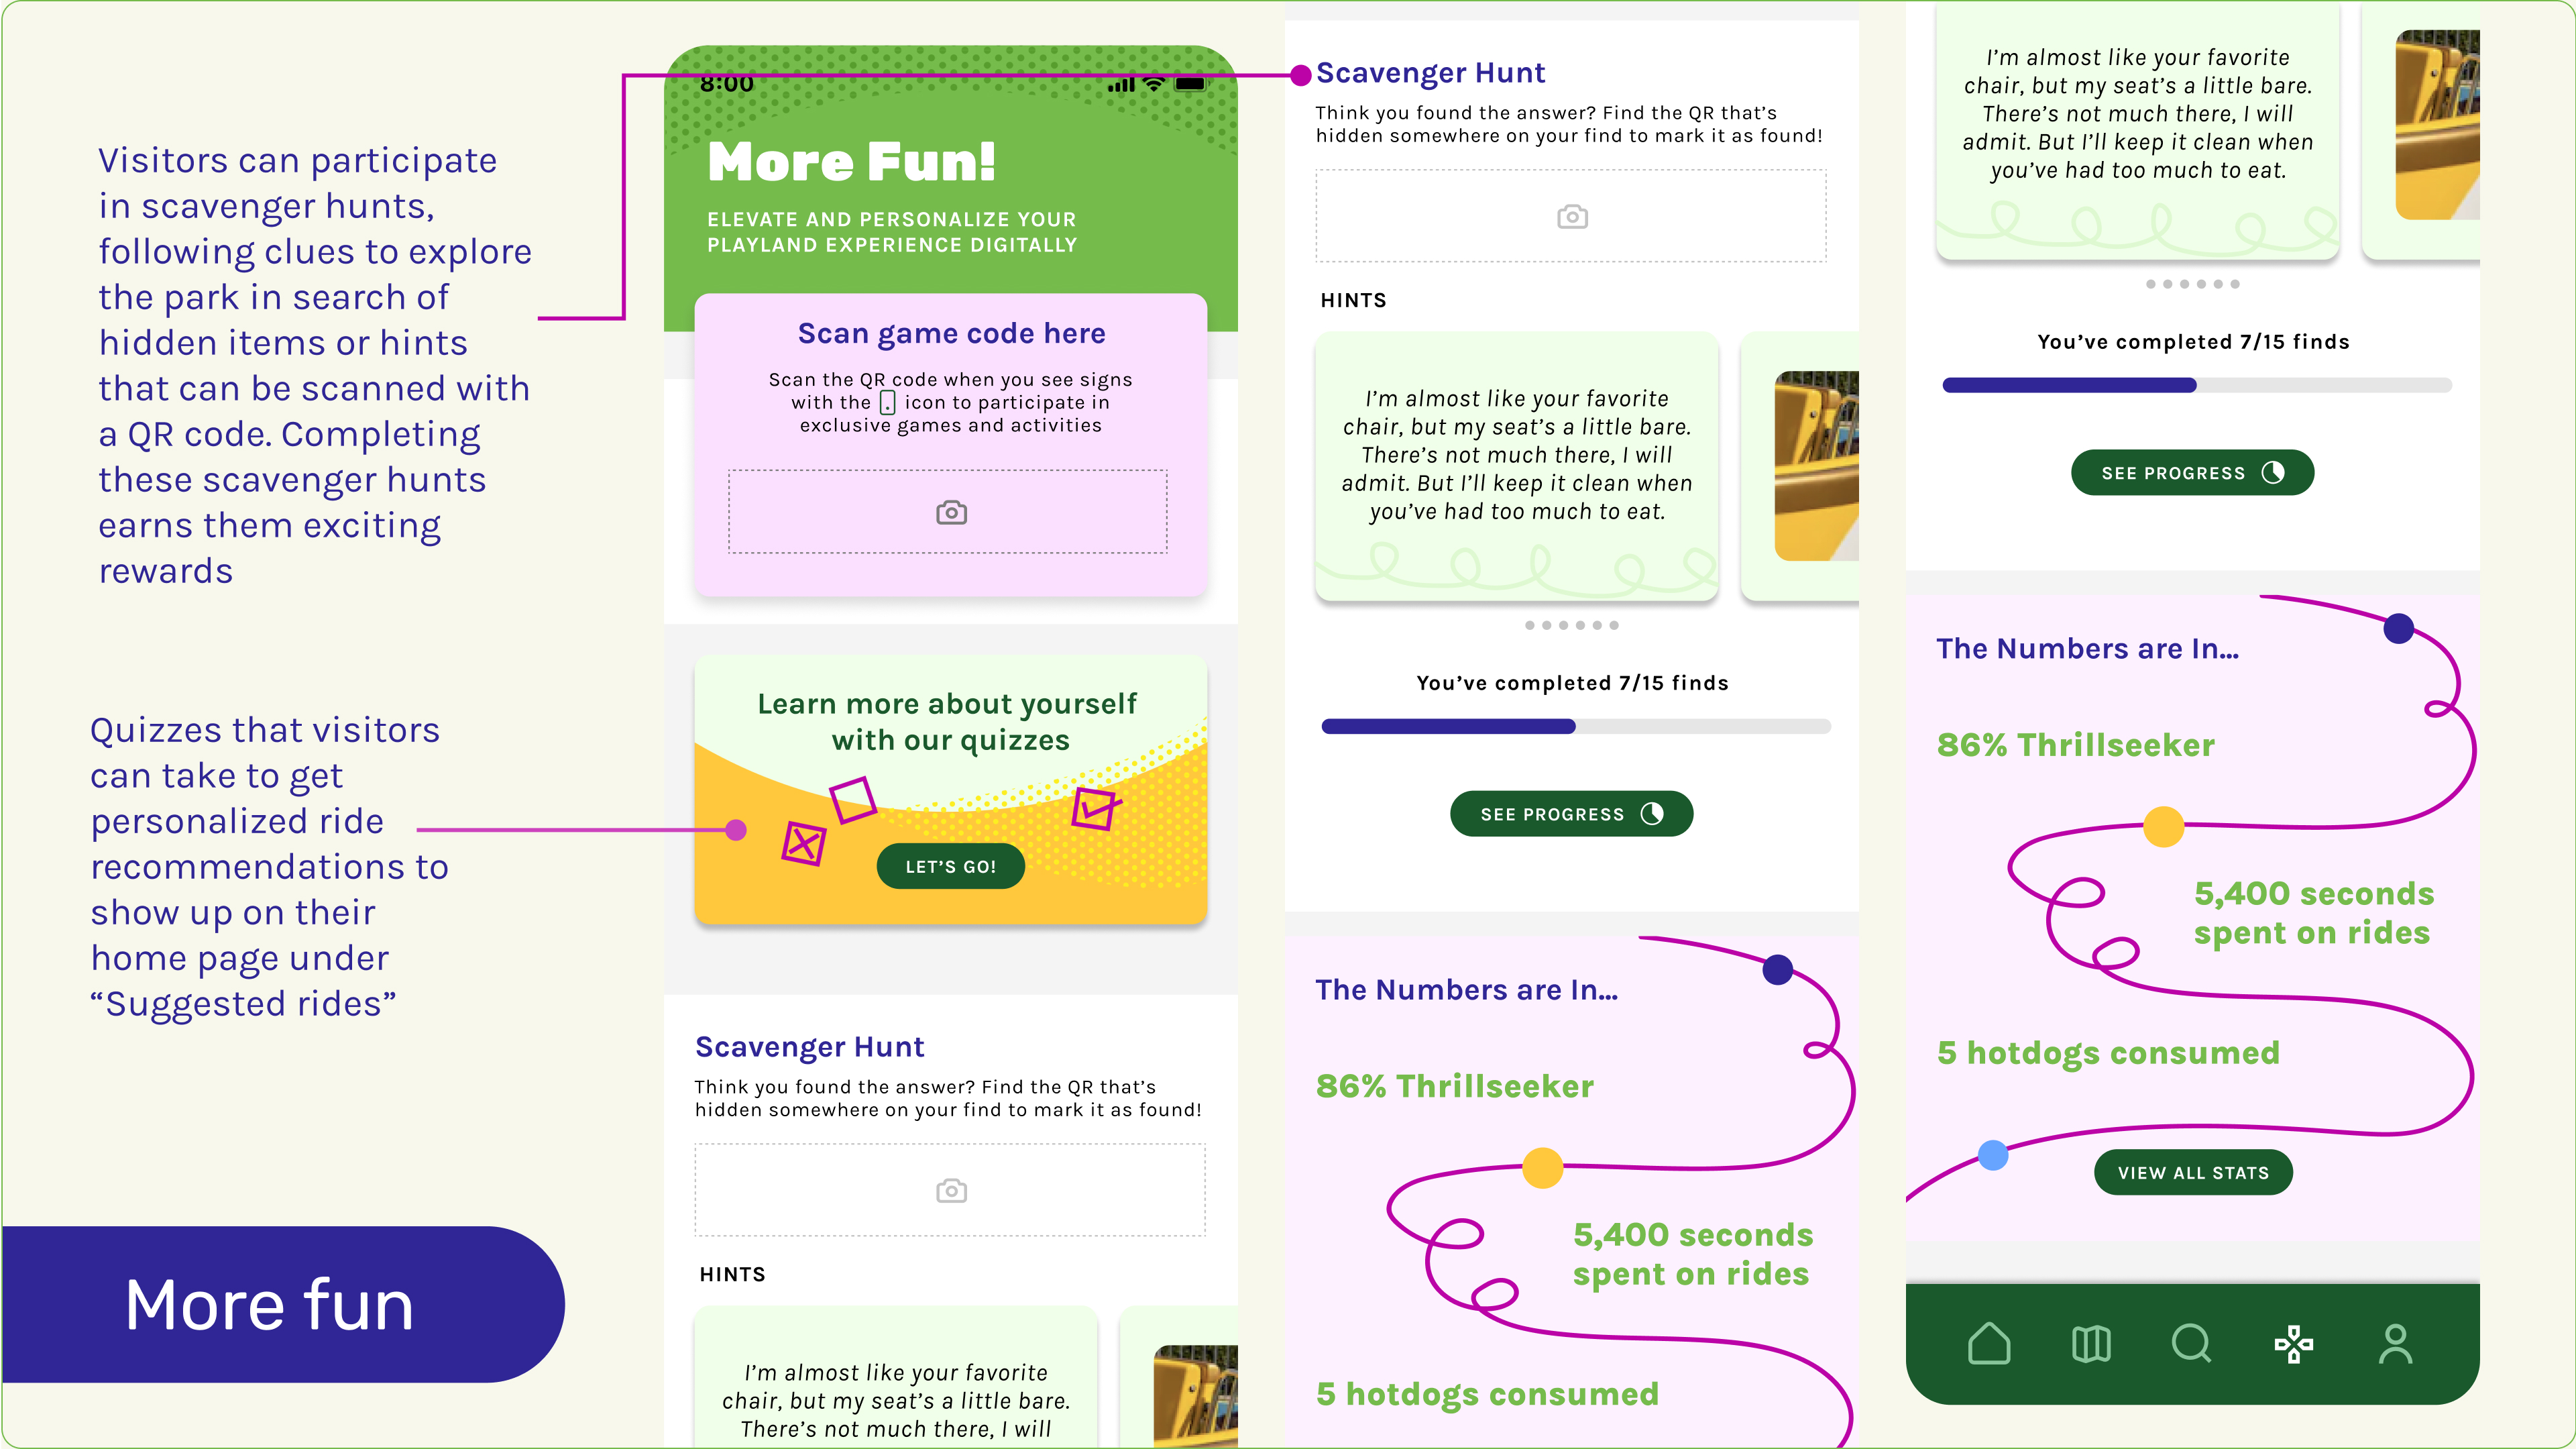 Visitors can participate
in scavenger hunts,
following clues to explore
the park in search of
hidden items or hints
that can be scanned with
a QR code. Completing
these scavenger hunts
earns them exciting
rewards
Quizzes that visitors
can take to get
personalized ride
recommendations to
show up on their
home page under
“Suggested rides”
More fun
8:00
More Fun!
ELEVATE AND PERSONALIZE YOUR
PLAYLAND EXPERIENCE DIGITALLY
Scan game code here
Scan the QR code when you see signs
with the icon to participate in
exclusive games and activities
Learn more about yourself
with our quizzes
LET’S GO!
Scavenger Hunt
Think you found the answer? Find the QR that’s
hidden somewhere on your find to mark it as found!
HINTS
I’m almost like your favorite
chair, but my seat’s a little bare.
There’s not much there, I will
Scavenger Hunt
Think you found the answer? Find the QR that’s
hidden somewhere on your find to mark it as found!
HINTS
I’m almost like your favorite
chair, but my seat’s a little bare.
There’s not much there, I will
admit. But I’ll keep it clean when
you’ve had too much to eat.
You’ve completed 7/15 finds
SEE PROGRESS
The Numbers are In...
86% Thrillseeker
5,400 seconds
spent on rides
5 hotdogs consumed
I’m almost like your favorite
chair, but my seat’s a little bare.
There’s not much there, I will
admit. But I’ll keep it clean when
you’ve had too much to eat.
You’ve completed 7/15 finds
SEE PROGRESS
The Numbers are In...
86% Thrillseeker
5,400 seconds
spent on rides
5 hotdogs consumed
VIEW ALL STATS